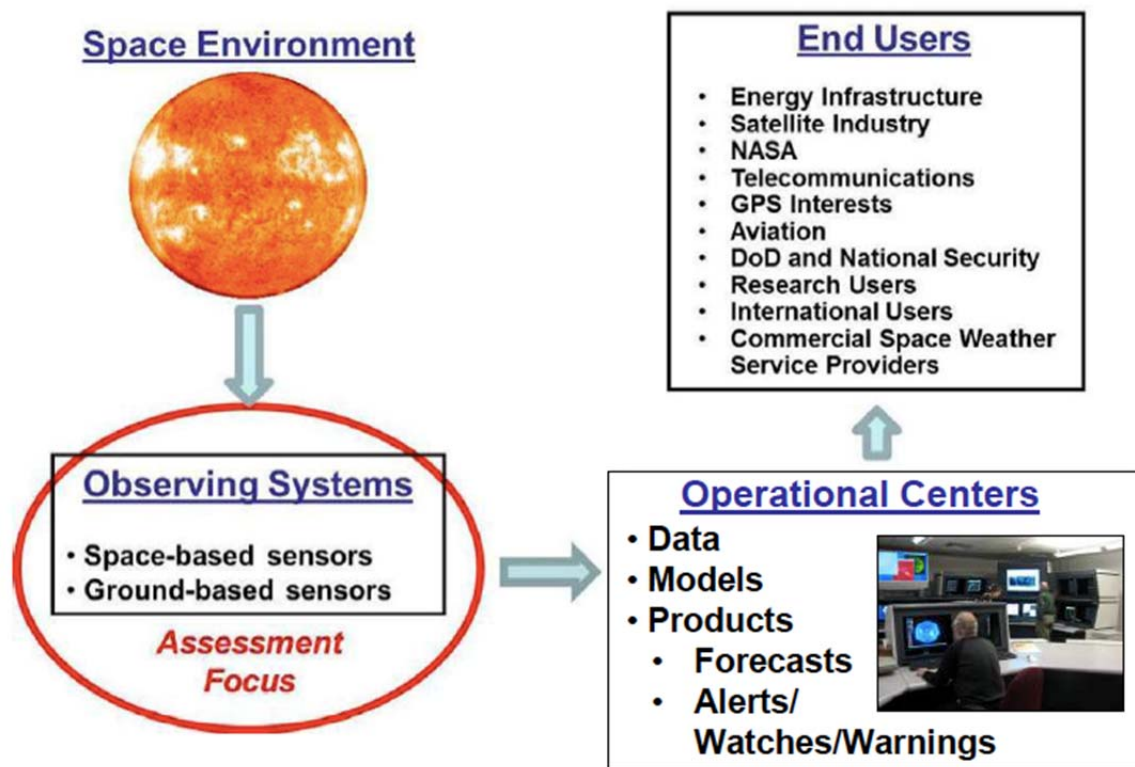 Space Environment
Observing Systems
• Space-based sensors
• Ground-based sensors
Assessment
Focus
Operational Centers
• Data
• Models
• Products
• Forecasts
• Alerts/
Watches/Warnings
End Users
• Energy Infrastructure
• Satellite Industry
• NASA
• Telecommunications
• GPS Interests
• Aviation
• DoD and National Security
• Research Users
• International Users
• Commercial Space Weather
Service Providers